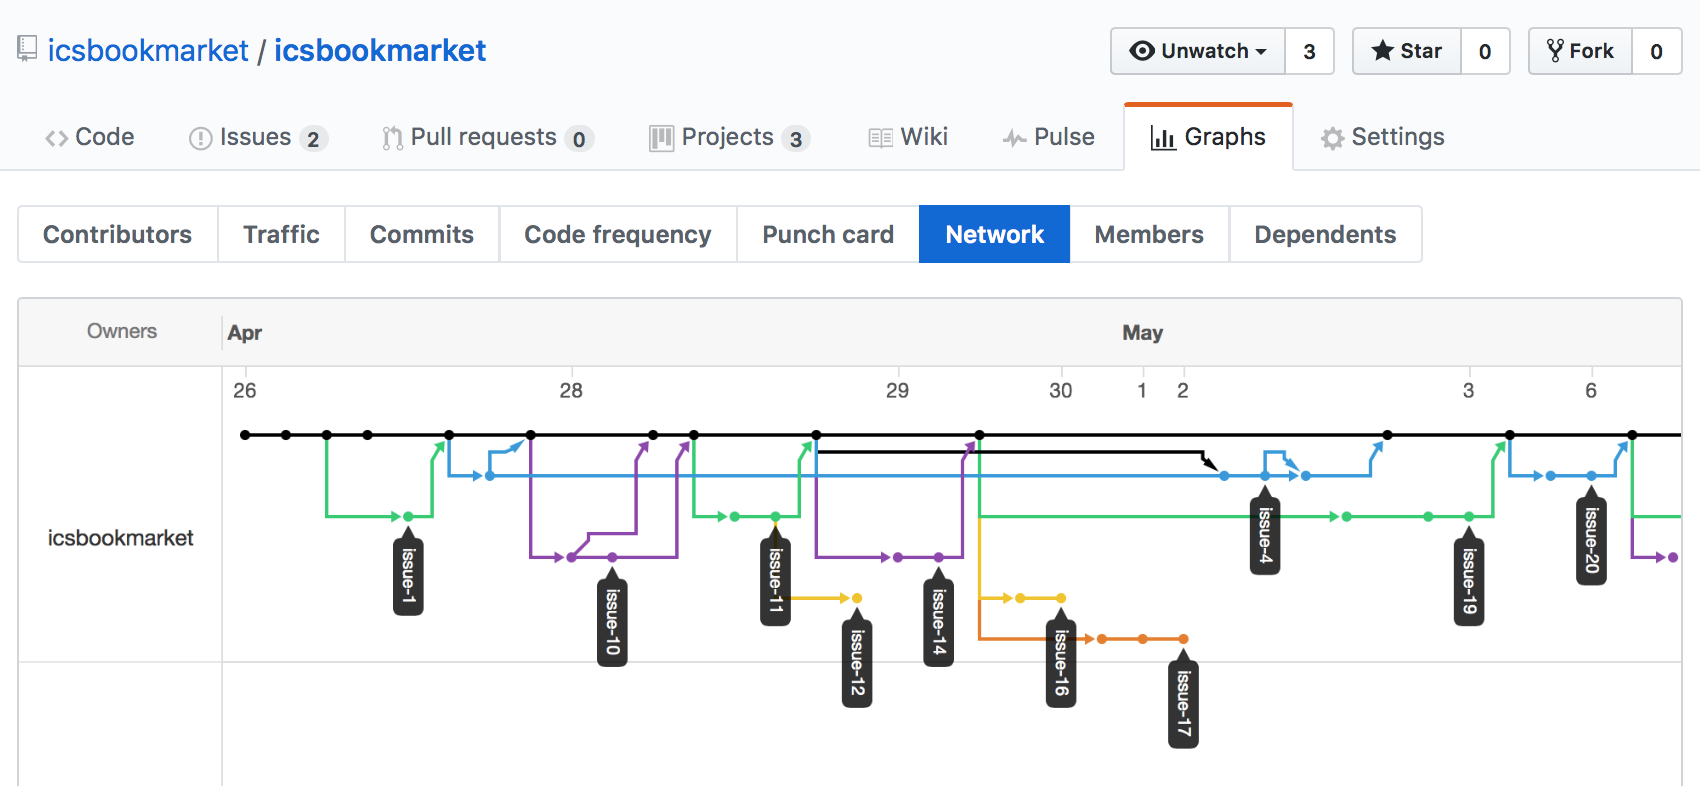 icsbookmarket / icsbookmarket Unwatch 3 Star 0 Fork 0
Code Issues 2 Pull requests 0 Projects 3 Wiki Pulse Graphs Settings
Contributors Traffic Commits Code frequency Punch card Network Members Dependents
Owners Apr May
26 28 29 30 1 2 3 6
icsbookmarket
issue-1
issue-10
issue-11
issue-12
issue-14
issue-16
issue-17
issue-4
issue-19
issue-20